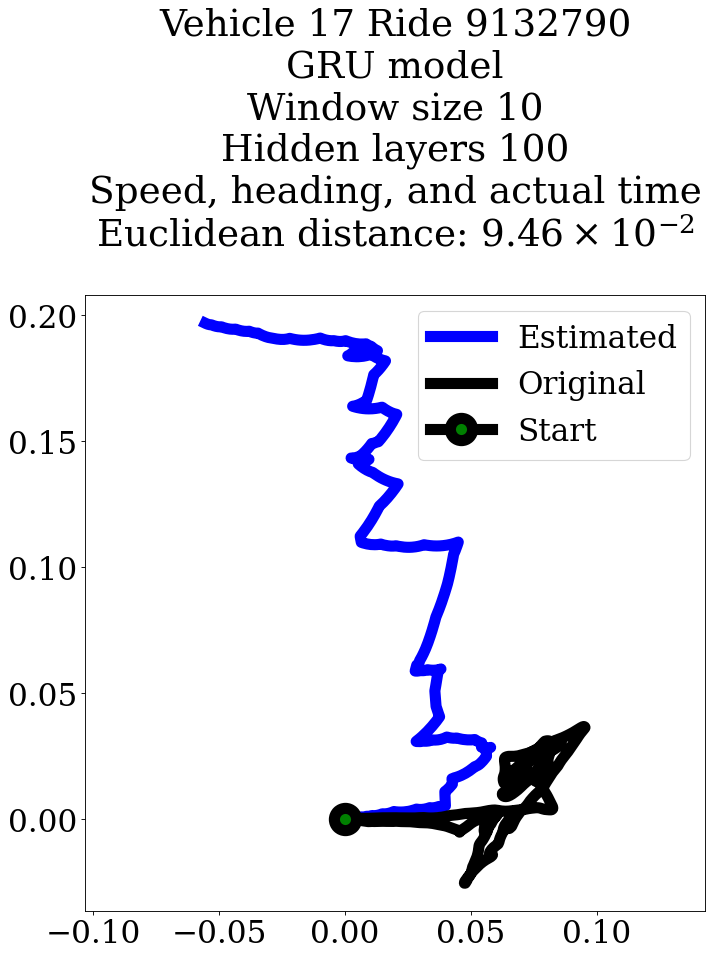 Vehicle 17 Ride 9132790
GRU model
Window size 10
Hidden layers 100
Speed, heading, and actual time
Euclidean distance: 9.46 × 10⁻²
Estimated
Original
Start
0.20
0.15
0.10
0.05
0.00
−0.10 −0.05 0.00 0.05 0.10